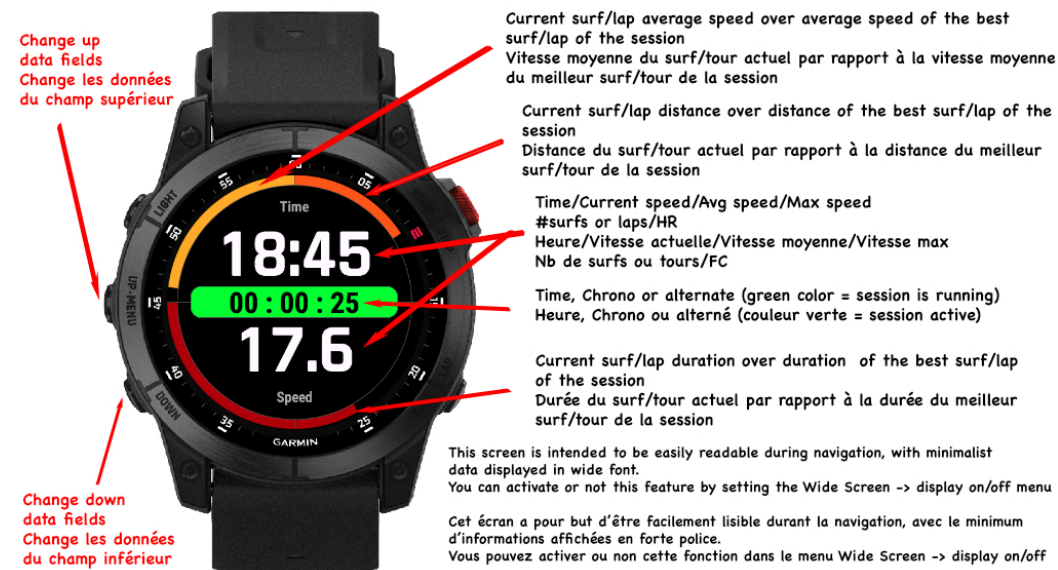 Change up
data fields
Change les données
du champ supérieur
Current surf/lap average speed over average speed of the best
surf/lap of the session
Vitesse moyenne du surf/tour actuel par rapport à la vitesse moyenne
du meilleur surf/tour de la session
Current surf/lap distance over distance of the best surf/lap of the
session
Distance du surf/tour actuel par rapport à la distance du meilleur
surf/tour de la session
Time/Current speed/Avg speed/Max speed
#surfs or laps/HR
Heure/Vitesse actuelle/Vitesse moyenne/Vitesse max
Nb de surfs ou tours/FC
Time, Chrono or alternate (green color = session is running)
Heure, Chrono ou alterné (couleur verte = session active)
Current surf/lap duration over duration of the best surf/lap
of the session
Durée du surf/tour actuel par rapport à la durée du meilleur
surf/tour de la session
This screen is intended to be easily readable during navigation, with minimalist
data displayed in wide font.
You can activate or not this feature by setting the Wide Screen -> display on/off menu
Cet écran a pour but d'être facilement lisible durant la navigation, avec le minimum
d'informations affichées en forte police.
Vous pouvez activer ou non cette fonction dans le menu Wide Screen -> display on/off
Change down
data fields
Change les données
du champ inférieur
LIGHT
UP·MENU
DOWN
LAP
55
05
50
45
40
35
25
20
Time
18:45
00 : 00 : 25
17.6
Speed
GARMIN